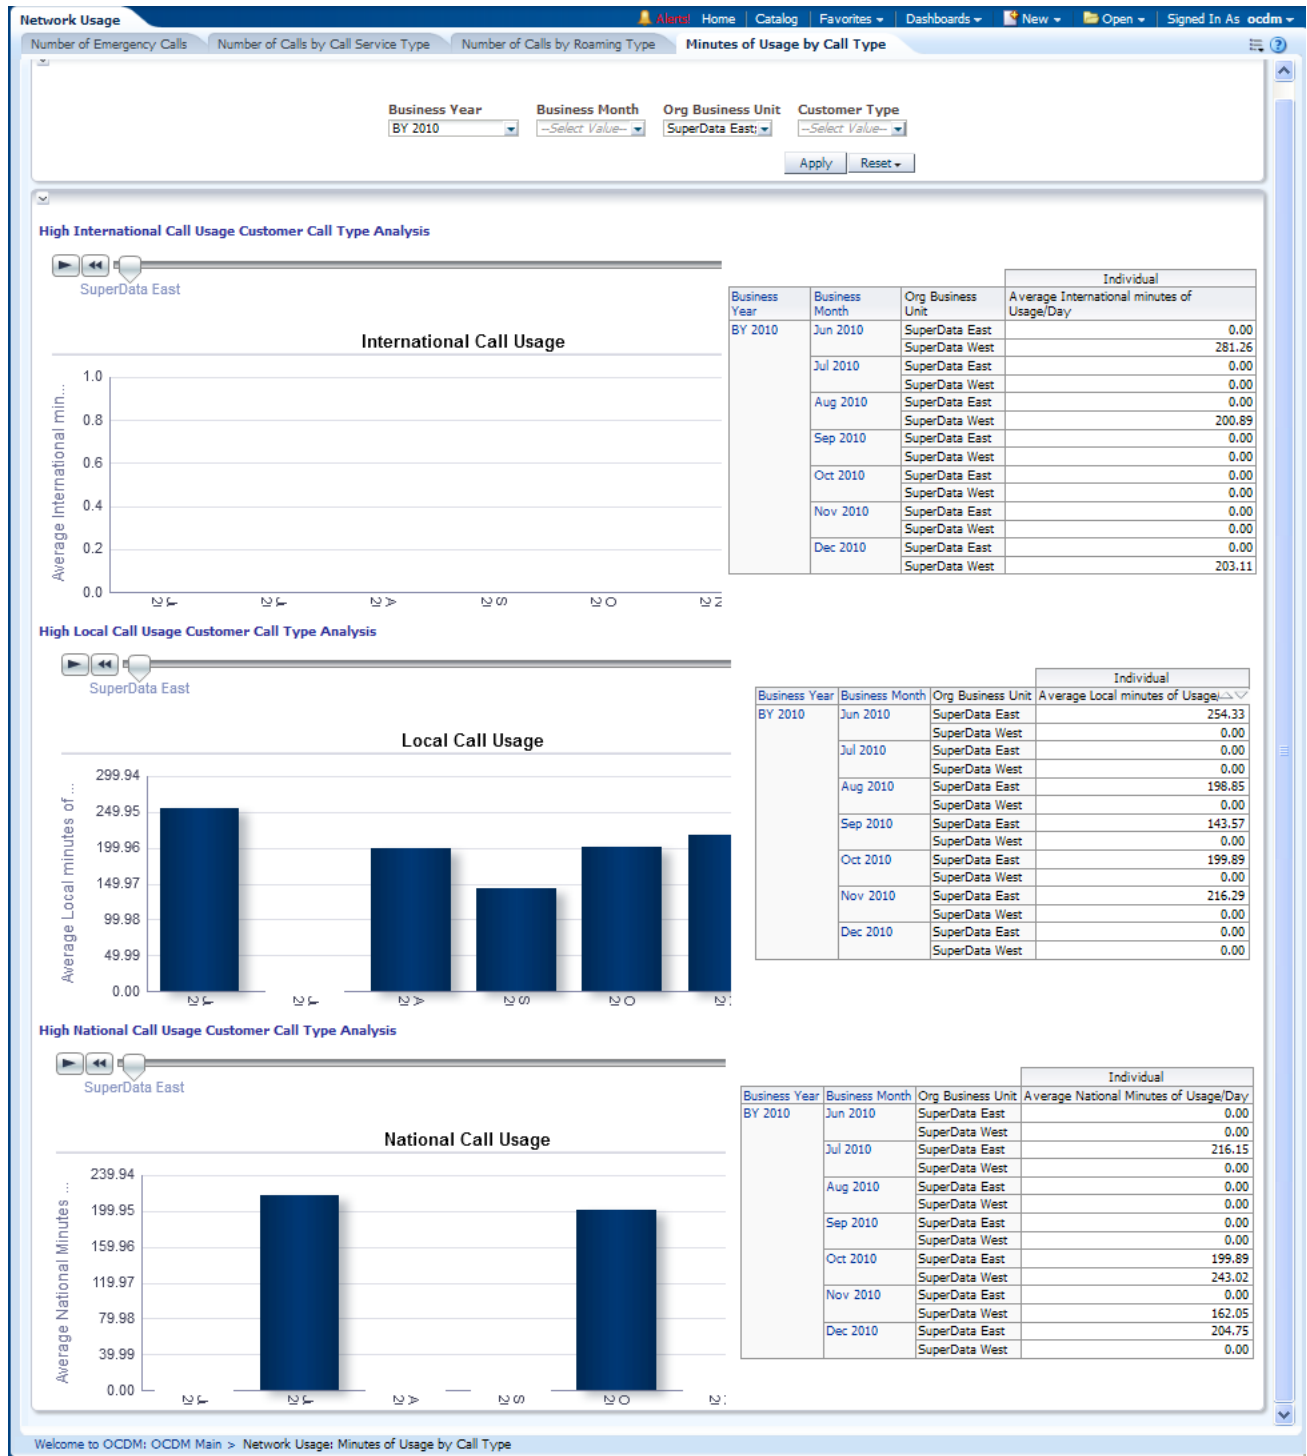 Network Usage
Alerts! Home Catalog Favorites Dashboards New Open Signed In As ocdm
Number of Emergency Calls Number of Calls by Call Service Type Number of Calls by Roaming Type Minutes of Usage by Call Type
Business Year Business Month Org Business Unit Customer Type
BY 2010 --Select Value-- SuperData East; --Select Value--
Apply Reset
High International Call Usage Customer Call Type Analysis
SuperData East
International Call Usage
Average International min...
1.0
0.8
0.6
0.4
0.2
0.0
Individual
Business Year Business Month Org Business Unit Average International minutes of Usage/Day
BY 2010 Jun 2010 SuperData East 0.00
SuperData West 281.26
Jul 2010 SuperData East 0.00
SuperData West 0.00
Aug 2010 SuperData East 0.00
SuperData West 200.89
Sep 2010 SuperData East 0.00
SuperData West 0.00
Oct 2010 SuperData East 0.00
SuperData West 0.00
Nov 2010 SuperData East 0.00
SuperData West 0.00
Dec 2010 SuperData East 0.00
SuperData West 203.11
High Local Call Usage Customer Call Type Analysis
SuperData East
Local Call Usage
Average Local minutes of ...
299.94
249.95
199.96
149.97
99.98
49.99
0.00
Individual
Business Year Business Month Org Business Unit Average Local minutes of Usage/
BY 2010 Jun 2010 SuperData East 254.33
SuperData West 0.00
Jul 2010 SuperData East 0.00
SuperData West 0.00
Aug 2010 SuperData East 198.85
SuperData West 0.00
Sep 2010 SuperData East 143.57
SuperData West 0.00
Oct 2010 SuperData East 199.89
SuperData West 0.00
Nov 2010 SuperData East 216.29
SuperData West 0.00
Dec 2010 SuperData East 0.00
SuperData West 0.00
High National Call Usage Customer Call Type Analysis
SuperData East
National Call Usage
Average National Minutes ...
239.94
199.95
159.96
119.97
79.98
39.99
0.00
Individual
Business Year Business Month Org Business Unit Average National Minutes of Usage/Day
BY 2010 Jun 2010 SuperData East 0.00
SuperData West 0.00
Jul 2010 SuperData East 216.15
SuperData West 0.00
Aug 2010 SuperData East 0.00
SuperData West 0.00
Sep 2010 SuperData East 0.00
SuperData West 0.00
Oct 2010 SuperData East 199.89
SuperData West 243.02
Nov 2010 SuperData East 0.00
SuperData West 162.05
Dec 2010 SuperData East 204.75
SuperData West 0.00
Welcome to OCDM: OCDM Main > Network Usage: Minutes of Usage by Call Type